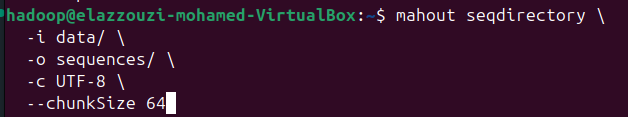 hadoop@elazzouzi-mohamed-VirtualBox:~$ mahout seqdirectory \
-i data/ \
-o sequences/ \
-c UTF-8 \
--chunkSize 64